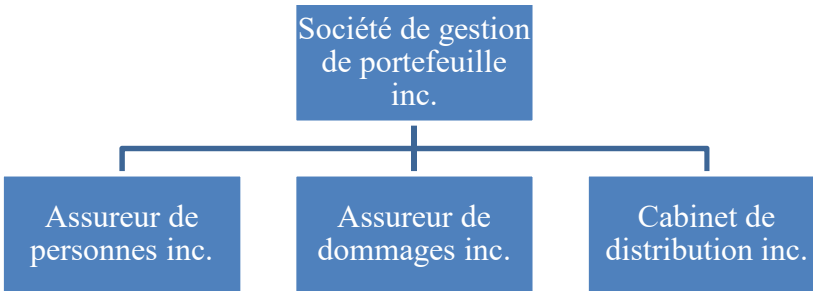 Société de gestion
de portefeuille
inc.
Assureur de
personnes inc.
Assureur de
dommages inc.
Cabinet de
distribution inc.